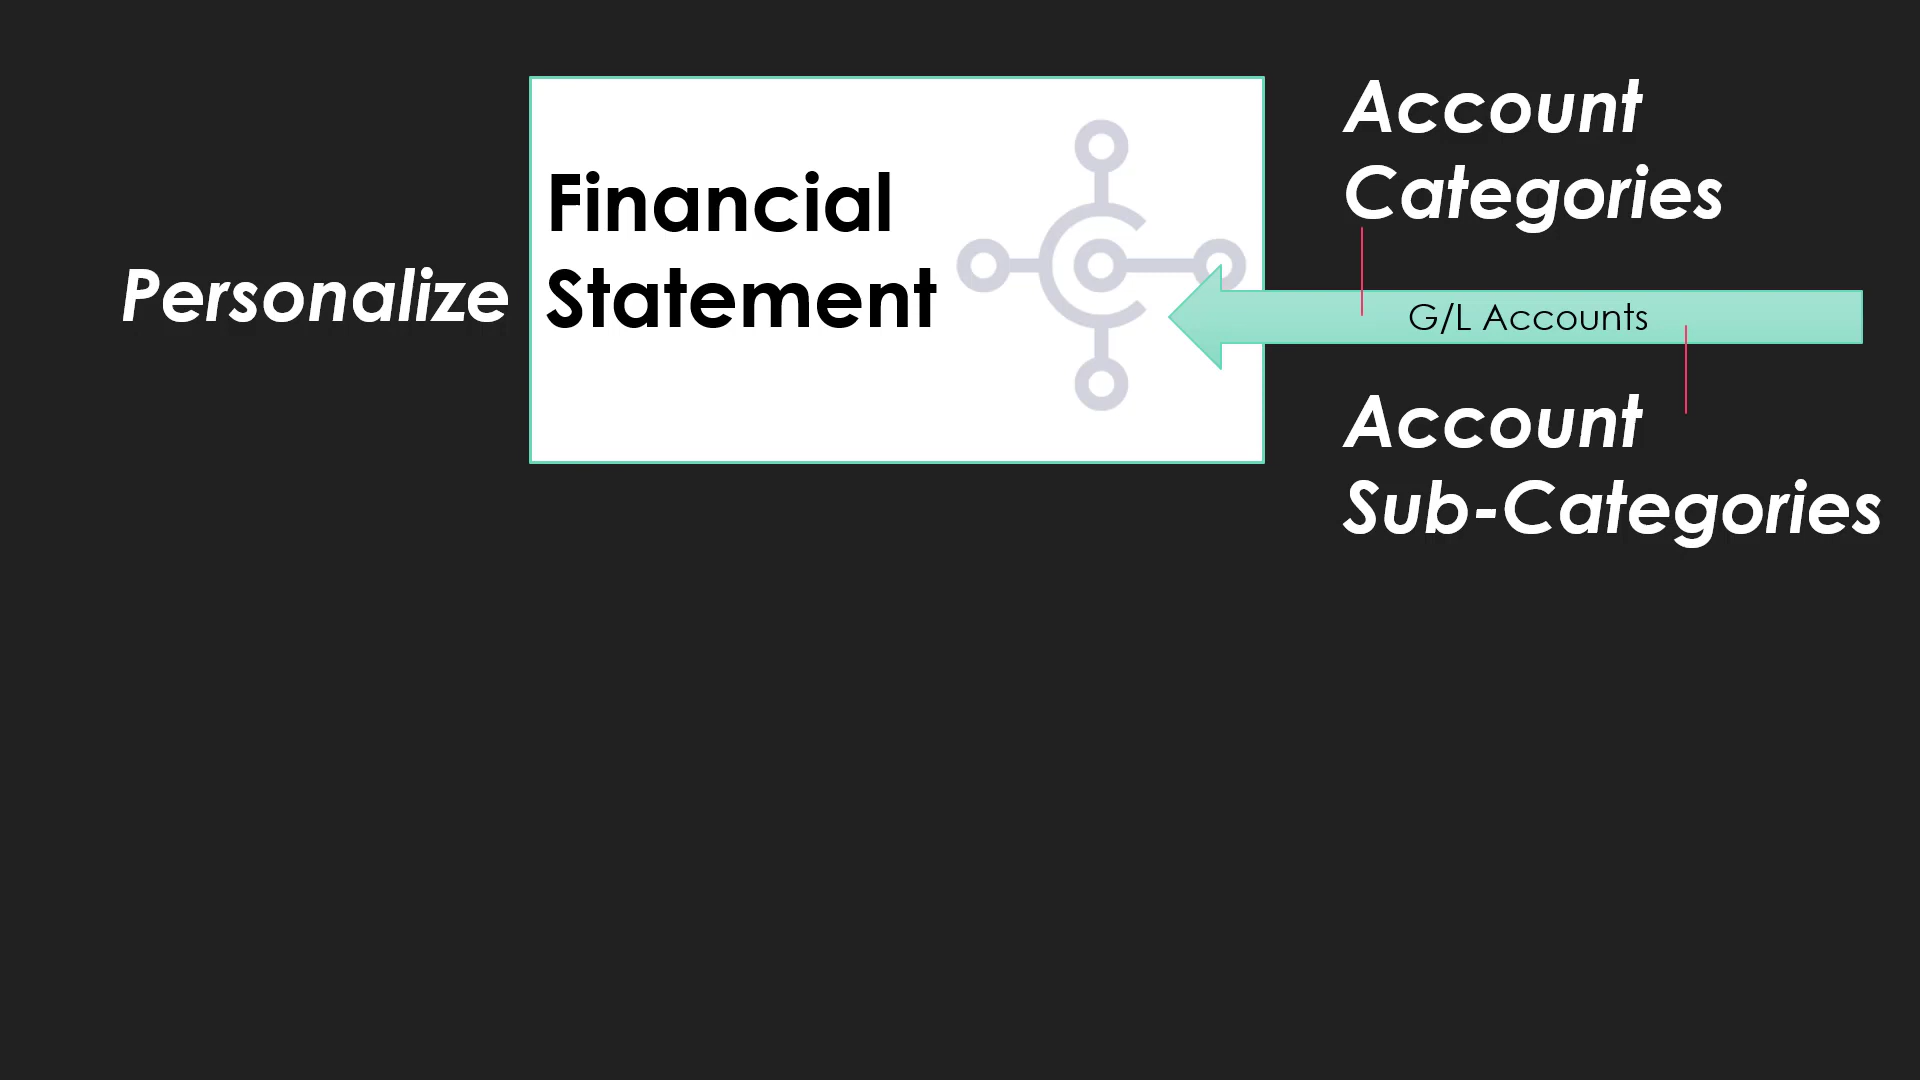 Personalize
Financial
Statement
Account
Categories
G/L Accounts
Account
Sub-Categories